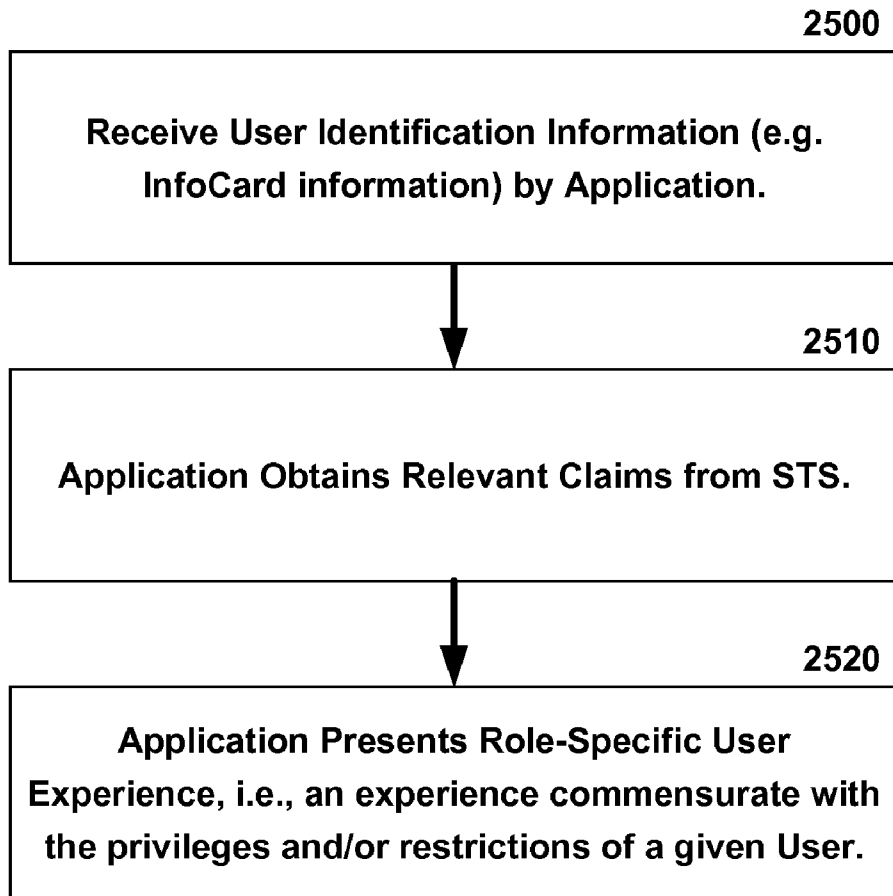 2500
Receive User Identification Information (e.g.
InfoCard information) by Application.
2510
Application Obtains Relevant Claims from STS.
2520
Application Presents Role-Specific User
Experience, i.e., an experience commensurate with
the privileges and/or restrictions of a given User.